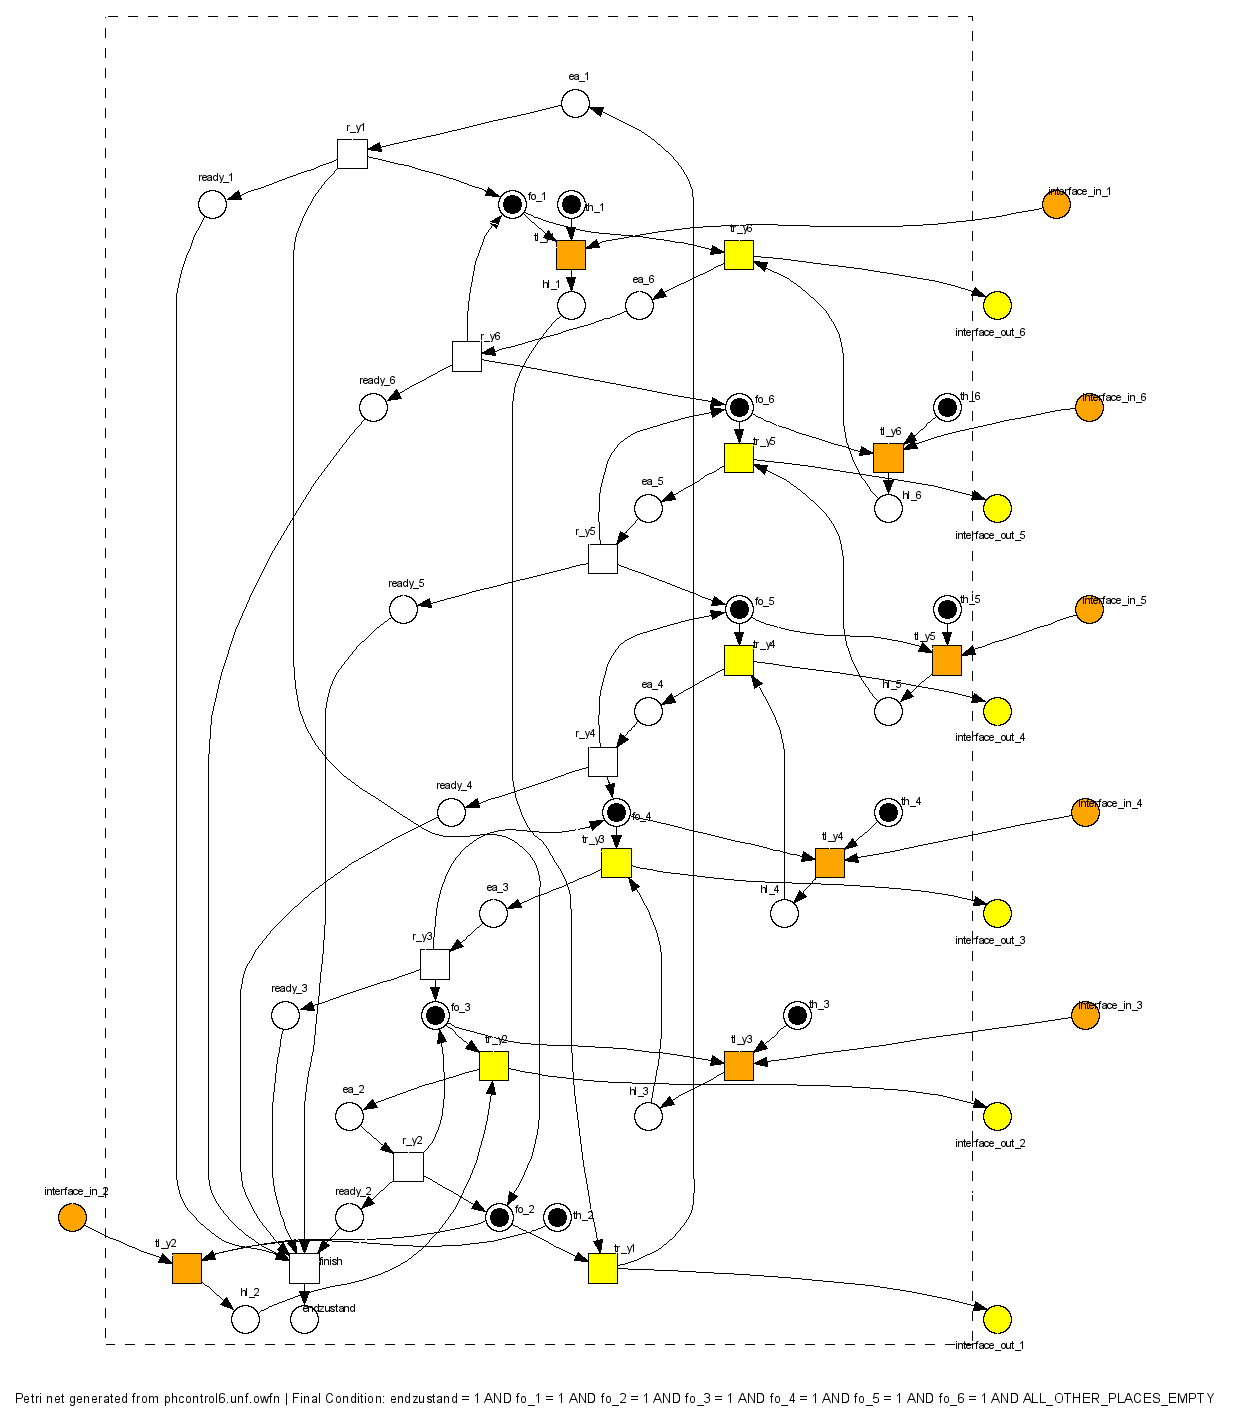 ea_1
r_y1
ready_1
interface_in_1
fo_1
th_1
tr_y6
hl_1
ea_6
interface_out_6
r_y6
ready_6
fo_6
th_6
interface_in_6
tl_y6
tr_y5
ea_5
hl_6
r_y5
interface_out_5
ready_5
fo_5
th_5
interface_in_5
tl_y5
tr_y4
ea_4
hl_5
r_y4
interface_out_4
ready_4
fo_4
th_4
interface_in_4
tr_y3
tl_y4
ea_3
hl_4
r_y3
interface_out_3
ready_3
fo_3
th_3
interface_in_3
tr_y2
tl_y3
ea_2
hl_3
r_y2
interface_out_2
interface_in_2
ready_2
fo_2
th_2
tl_y2
tr_y1
finish
hl_2
endzustand
interface_out_1
Petri net generated from phcontrol6.unf.owfn | Final Condition: endzustand = 1 AND fo_1 = 1 AND fo_2 = 1 AND fo_3 = 1 AND fo_4 = 1 AND fo_5 = 1 AND fo_6 = 1 AND ALL_OTHER_PLACES_EMPTY